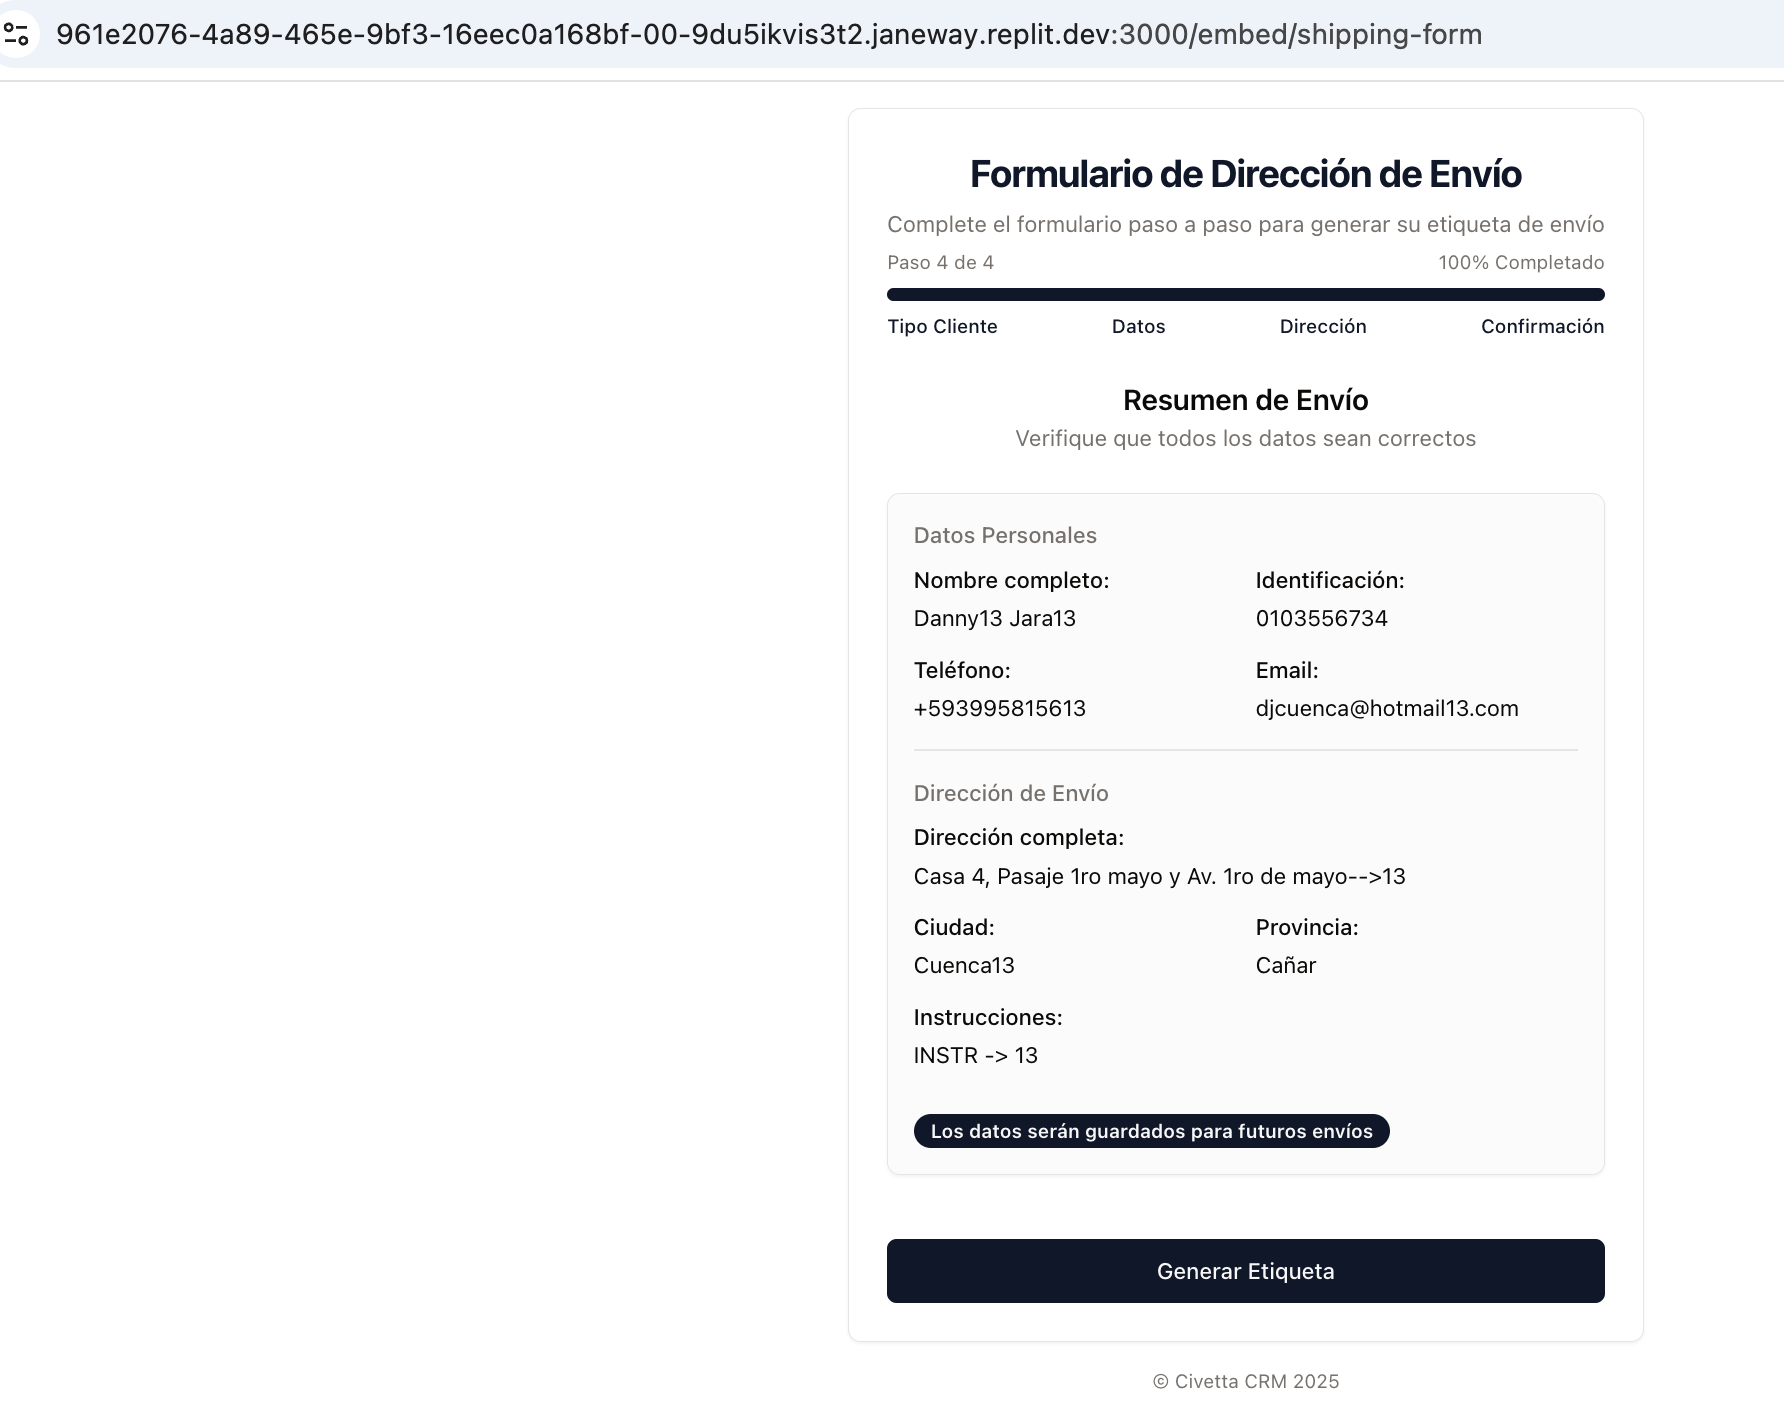 961e2076-4a89-465e-9bf3-16eec0a168bf-00-9du5ikvis3t2.janeway.replit.dev:3000/embed/shipping-form
Formulario de Dirección de Envío
Complete el formulario paso a paso para generar su etiqueta de envío
Paso 4 de 4 100% Completado
Tipo Cliente Datos Dirección Confirmación
Resumen de Envío
Verifique que todos los datos sean correctos
Datos Personales
Nombre completo: Identificación:
Danny13 Jara13 0103556734
Teléfono: Email:
+593995815613 djcuenca@hotmail13.com
Dirección de Envío
Dirección completa:
Casa 4, Pasaje 1ro mayo y Av. 1ro de mayo-->13
Ciudad: Provincia:
Cuenca13 Cañar
Instrucciones:
INSTR -> 13
Los datos serán guardados para futuros envíos
Generar Etiqueta
© Civetta CRM 2025